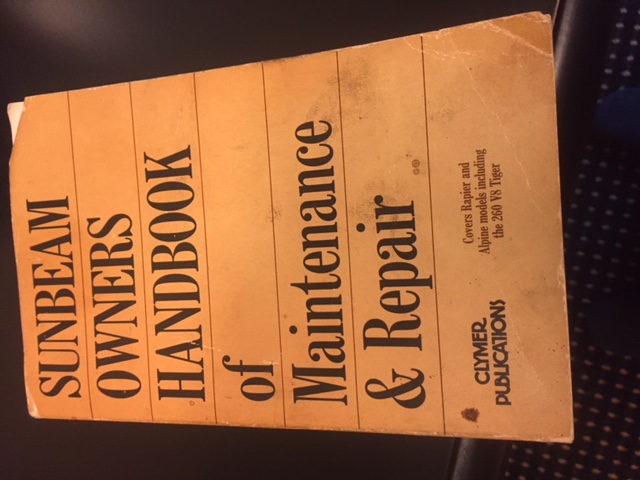 SUNBEAM
OWNERS
HANDBOOK
of
Maintenance
& Repair
Covers Rapier and
Alpine models including
the 260 V8 Tiger
CLYMER
PUBLICATIONS